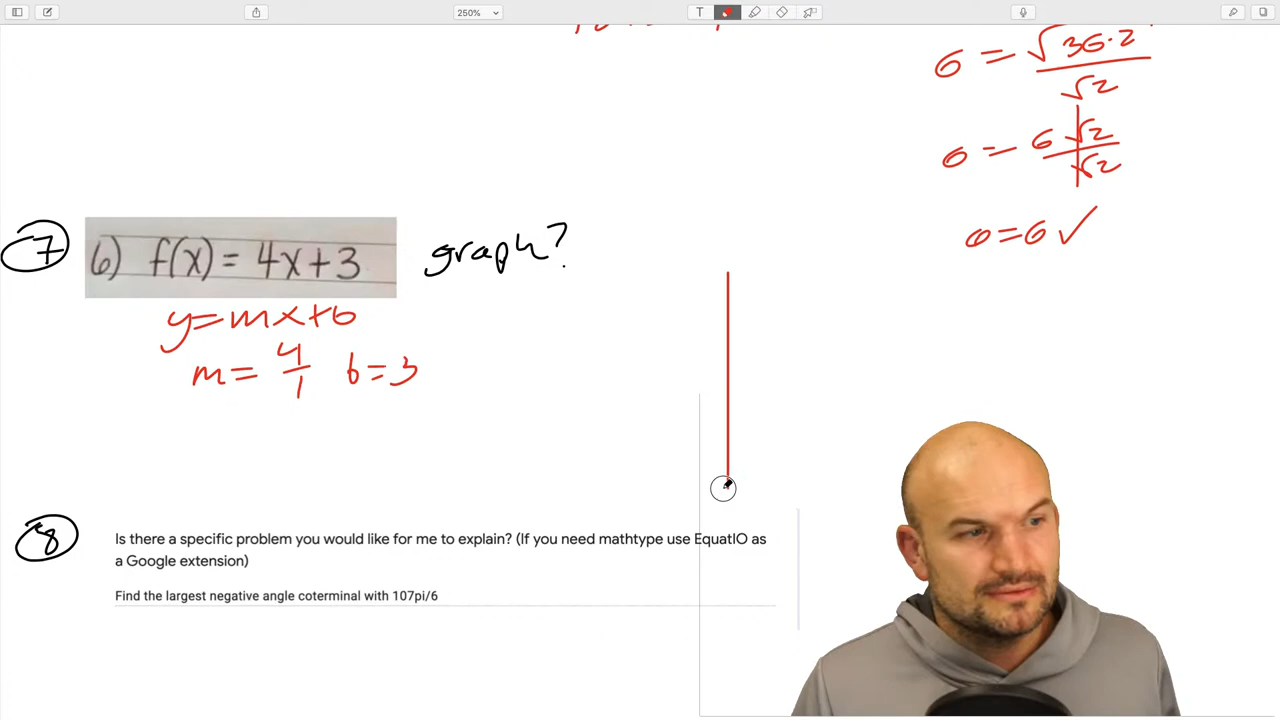 250%
T
6 = √36·2 / √2
6 = 6√2 / √2
6=6 ✓
7
6) f(x) = 4x+3
graph?
y=mx+b
m= 4/1 b=3
8
Is there a specific problem you would like for me to explain? (If you need mathtype use EquatIO as
a Google extension)
Find the largest negative angle coterminal with 107pi/6